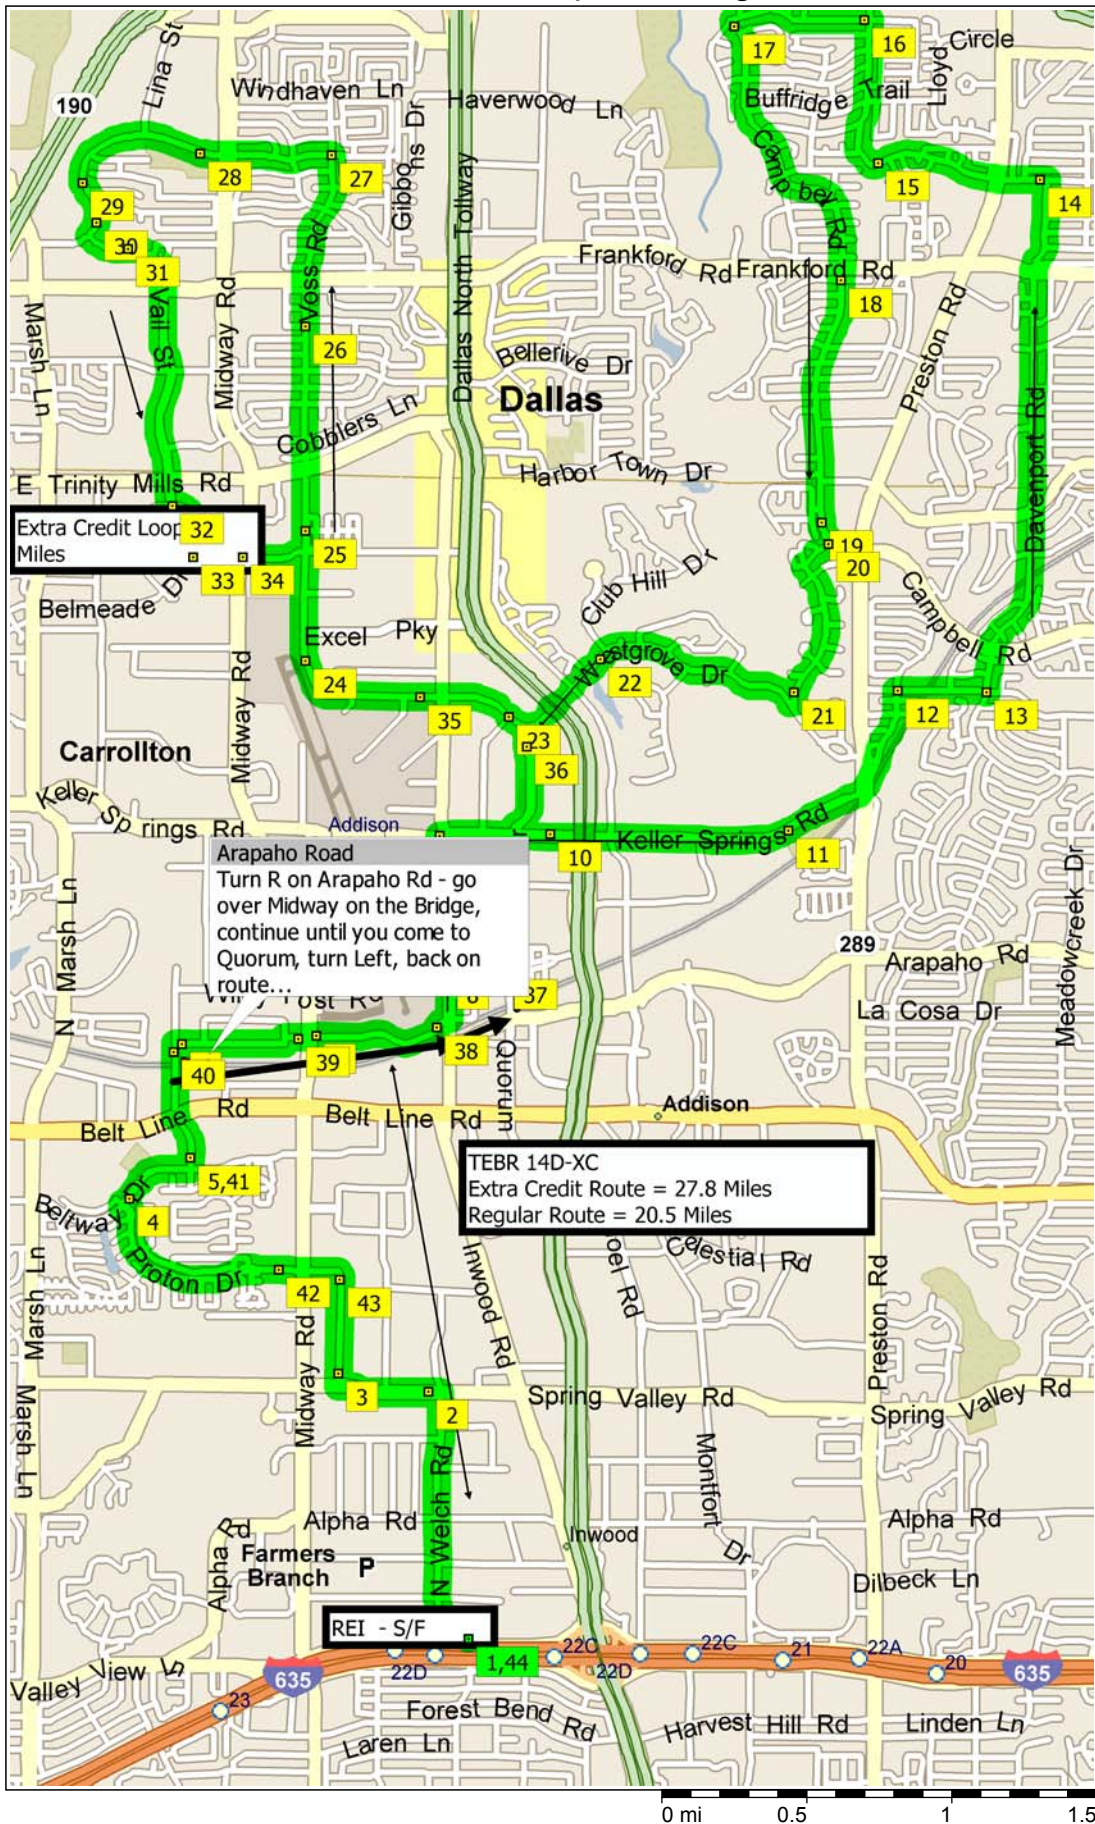 17
16
Lloyd
Circle
Lina St
Windhaven Ln
Haverwood Ln
Buffridge Trail
190
Gibbons Dr
Dallas North Tollway
Campbell Rd
28
27
15
14
29
30
31
Frankford Rd
Frankford Rd
18
Marsh Ln
Vail St
Midway Rd
Voss Rd
26
Bellerive Dr
Preston Rd
Dallas
Davenport Rd
Cobblers Ln
Harbor Town Dr
E Trinity Mills Rd
Extra Credit Loop
Miles
32
25
19
20
33
34
Club Hill Dr
Campbell Rd
Belmeade Dr
Excel Pky
24
Westgrove Dr
22
Midway Rd
35
21
12
13
23
36
Carrollton
Keller Springs Rd
Addison
10
Keller Springs Rd
11
Arapaho Road
Turn R on Arapaho Rd - go
over Midway on the Bridge,
continue until you come to
Quorum, turn Left, back on
route...
N Marsh Ln
289
Arapaho Rd
Meadowcreek Dr
Wiley Post Rd
37
La Cosa Dr
38
39
40
Quorum
Belt Line Rd
Belt Line Rd
Addison
5,41
TEBR 14D-XC
Extra Credit Route = 27.8 Miles
Regular Route = 20.5 Miles
Beltway Dr
4
Proton Dr
Celestial Rd
Marsh Ln
42
43
Inwood Rd
oel Rd
Preston Rd
Midway Rd
3
2
Spring Valley Rd
Spring Valley Rd
Marsh Ln
N Welch Rd
Montfort Dr
Alpha Rd
Alpha Rd
Alpha Rd
Inwood
Farmers
Branch
P
Dilbeck Ln
REI - S/F
1,44
22C
22C
21
22A
20
22D
22D
635
635
Valley View Ln
23
Forest Bend Rd
Harvest Hill Rd
Linden Ln
Laren Ln
0 mi
0.5
1
1.5